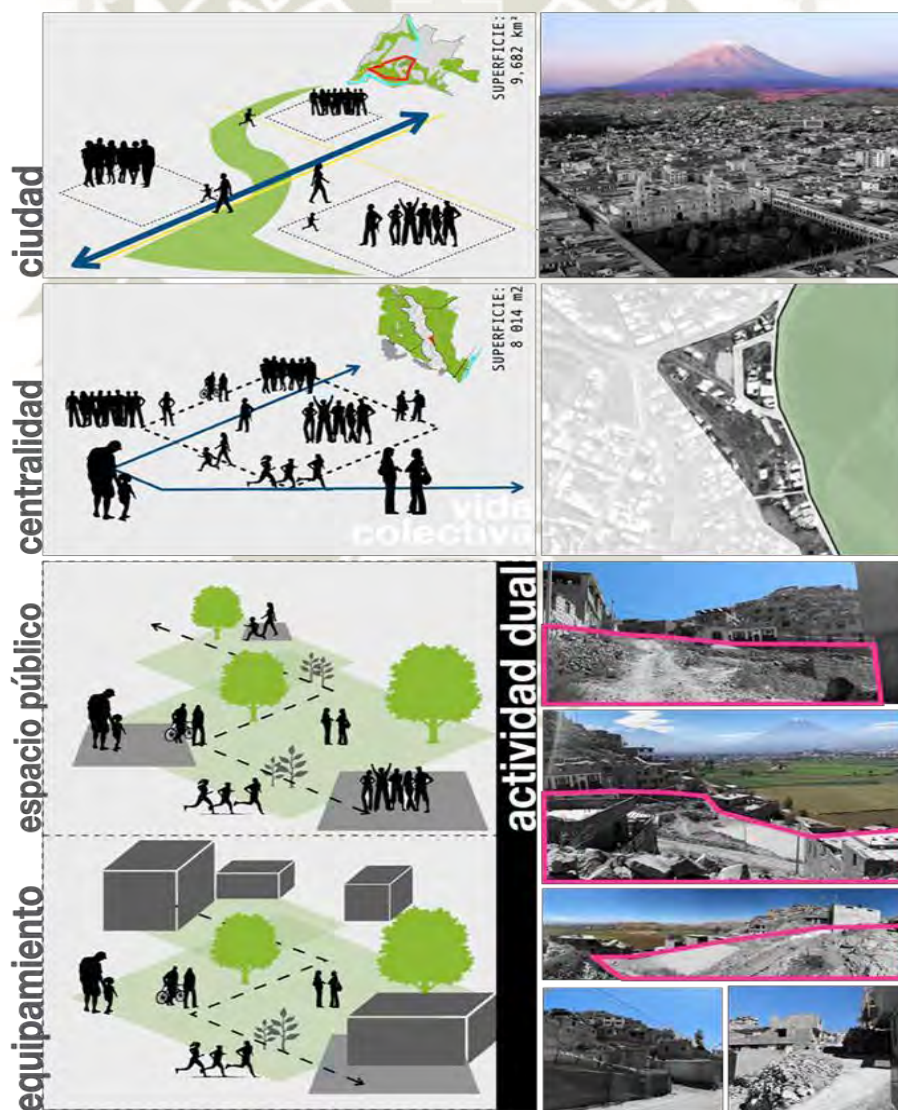 ciudad
SUPERFICIE:
9,682 km²
centralidad
SUPERFICIE:
8 014 m2
vida
colectiva
espacio público
actividad dual
equipamiento